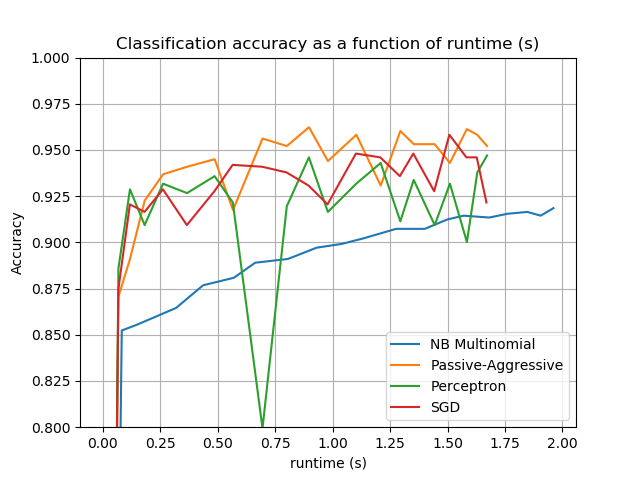 Classification accuracy as a function of runtime (s)
1.000
0.975
0.950
0.925
0.900
0.875
0.850
0.825
0.800
Accuracy
NB Multinomial
Passive-Aggressive
Perceptron
SGD
0.00 0.25 0.50 0.75 1.00 1.25 1.50 1.75 2.00
runtime (s)